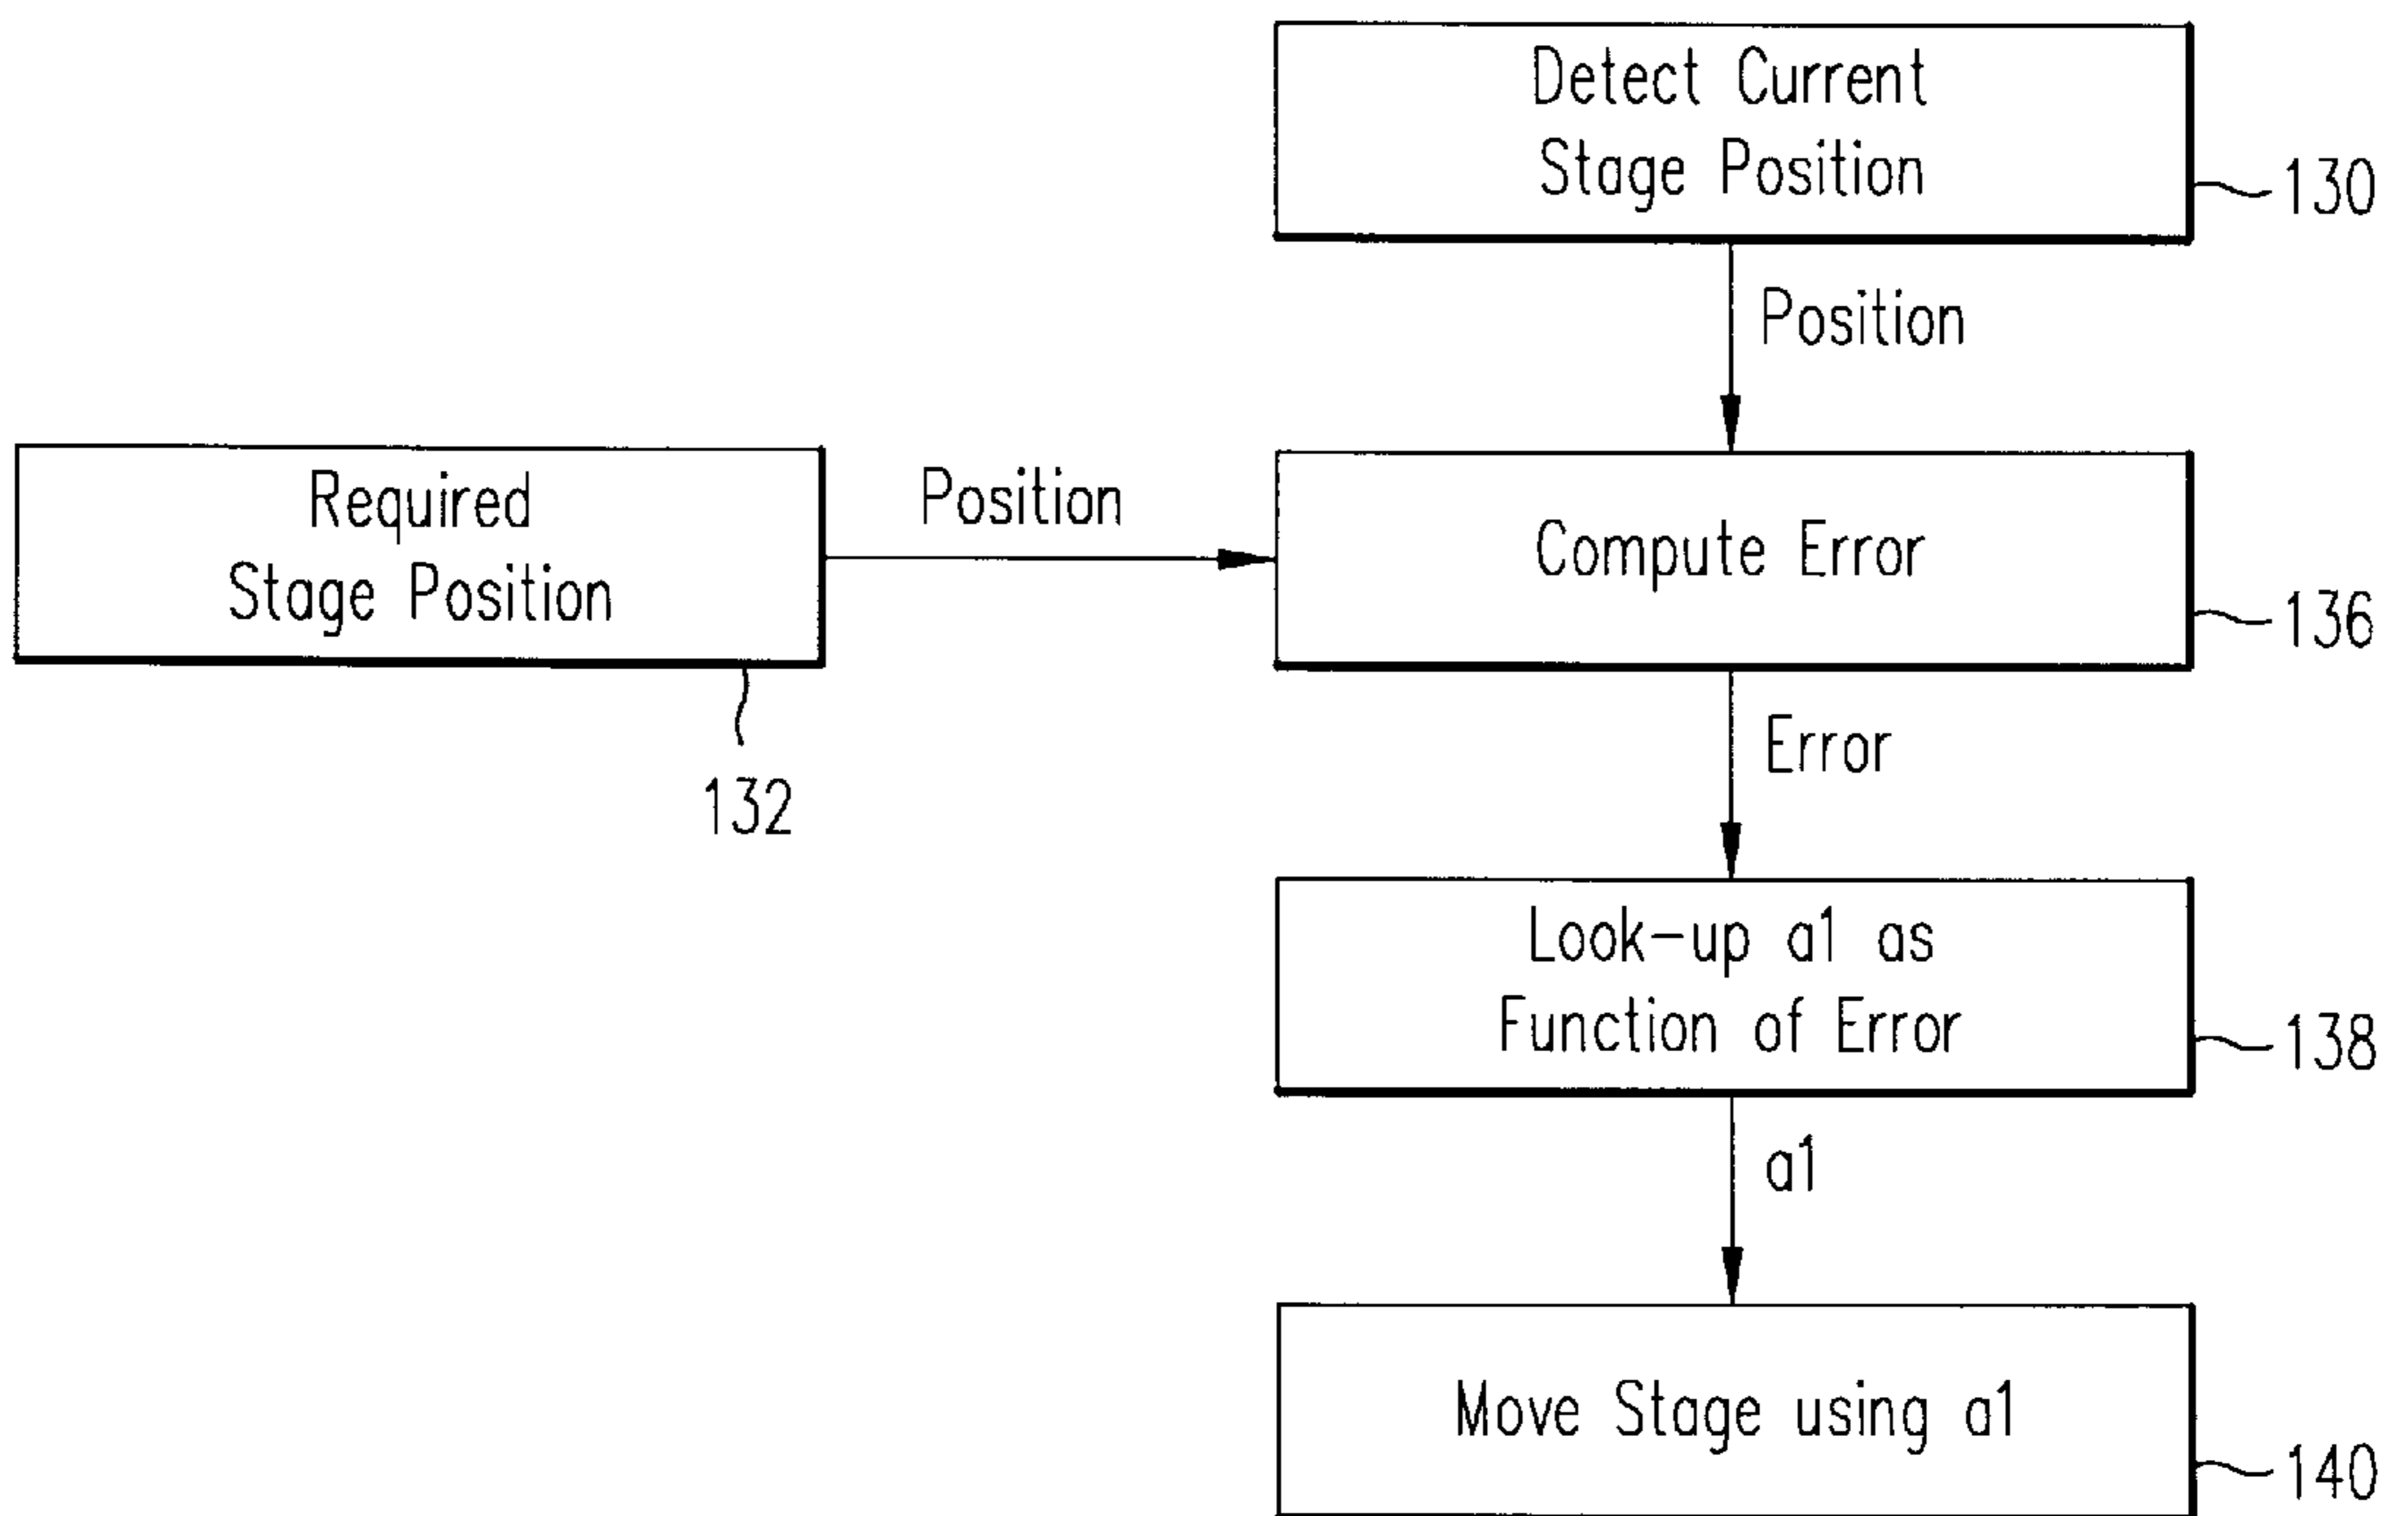 Detect Current
Stage Position
130
Position
Required
Stage Position
132
Position
Compute Error
136
Error
Look-up a1 as
Function of Error
138
a1
Move Stage using a1
140